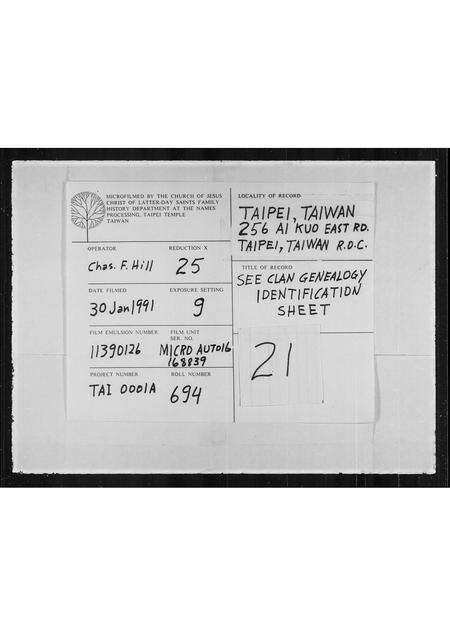 MICROFILMED BY THE CHURCH OF JESUS
CHRIST OF LATTER-DAY SAINTS FAMILY
HISTORY DEPARTMENT AT THE NAMES
PROCESSING, TAIPEI TEMPLE
TAIWAN
OPERATOR
REDUCTION X
Chas. F. Hill
25
DATE FILMED
EXPOSURE SETTING
30 Jan 1991
9
FILM EMULSION NUMBER
FILM UNIT
SER. NO.
11390126
MICRO AUTO16
168839
PROJECT NUMBER
ROLL NUMBER
TAI 0001A
694
LOCALITY OF RECORD
TAIPEI, TAIWAN
256 AI KUO EAST RD.
TAIPEI, TAIWAN R.O.C.
TITLE OF RECORD
SEE CLAN GENEALOGY
IDENTIFICATION
SHEET
21